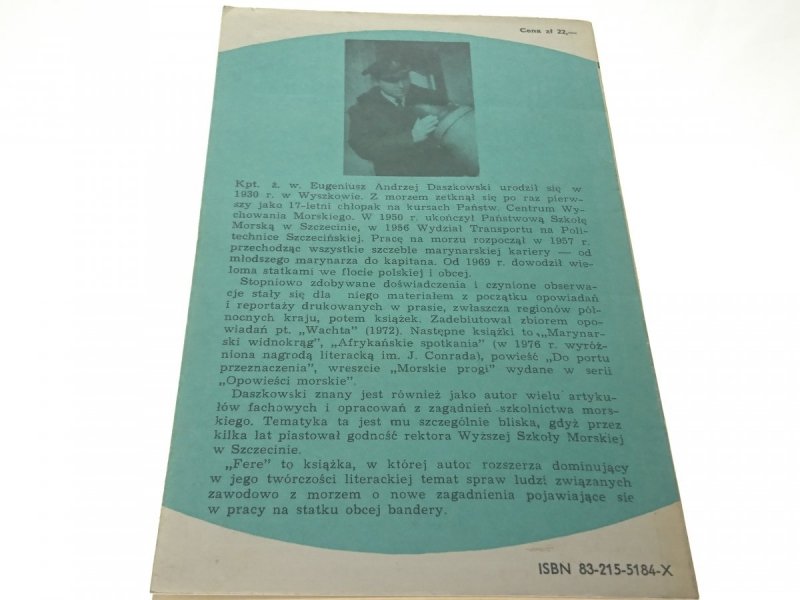 Cena zł 22,—
Kpt. ż. w. Eugeniusz Andrzej Daszkowski urodził się w
1930 r. w Wyszkowie. Z morzem zetknął się po raz pierw-
szy jako 17-letni chłopak na kursach Państw. Centrum Wy-
chowania Morskiego. W 1950 r. ukończył Państwową Szkołę
Morską w Szczecinie, w 1956 Wydział Transportu na Poli-
technice Szczecińskiej. Pracę na morzu rozpoczął w 1957 r.
przechodząc wszystkie szczeble marynarskiej kariery — od
młodszego marynarza do kapitana. Od 1969 r. dowodził wie-
loma statkami we flocie polskiej i obcej.
Stopniowo zdobywane doświadczenia i czynione obserwa-
cje stały się dla niego materiałem z początku opowiadań
i reportaży drukowanych w prasie, zwłaszcza regionów pół-
nocnych kraju, potem książek. Zadebiutował zbiorem opo-
wiadań pt. „Wachta” (1972). Następne książki to „Marynar-
ski widnokrąg”, „Afrykańskie spotkania” (w 1976 r. wyróż-
niona nagrodą literacką im. J. Conrada), powieść „Do portu
przeznaczenia”, wreszcie „Morskie progi” wydane w serii
„Opowieści morskie”.
Daszkowski znany jest również jako autor wielu artyku-
łów fachowych i opracowań z zagadnień szkolnictwa mors-
kiego. Tematyka ta jest mu szczególnie bliska, gdyż przez
kilka lat piastował godność rektora Wyższej Szkoły Morskiej
w Szczecinie.
„Fere” to książka, w której autor rozszerza dominujący
w jego twórczości literackiej temat spraw ludzi związanych
zawodowo z morzem o nowe zagadnienia pojawiające się
w pracy na statku obcej bandery.
ISBN 83-215-5184-X